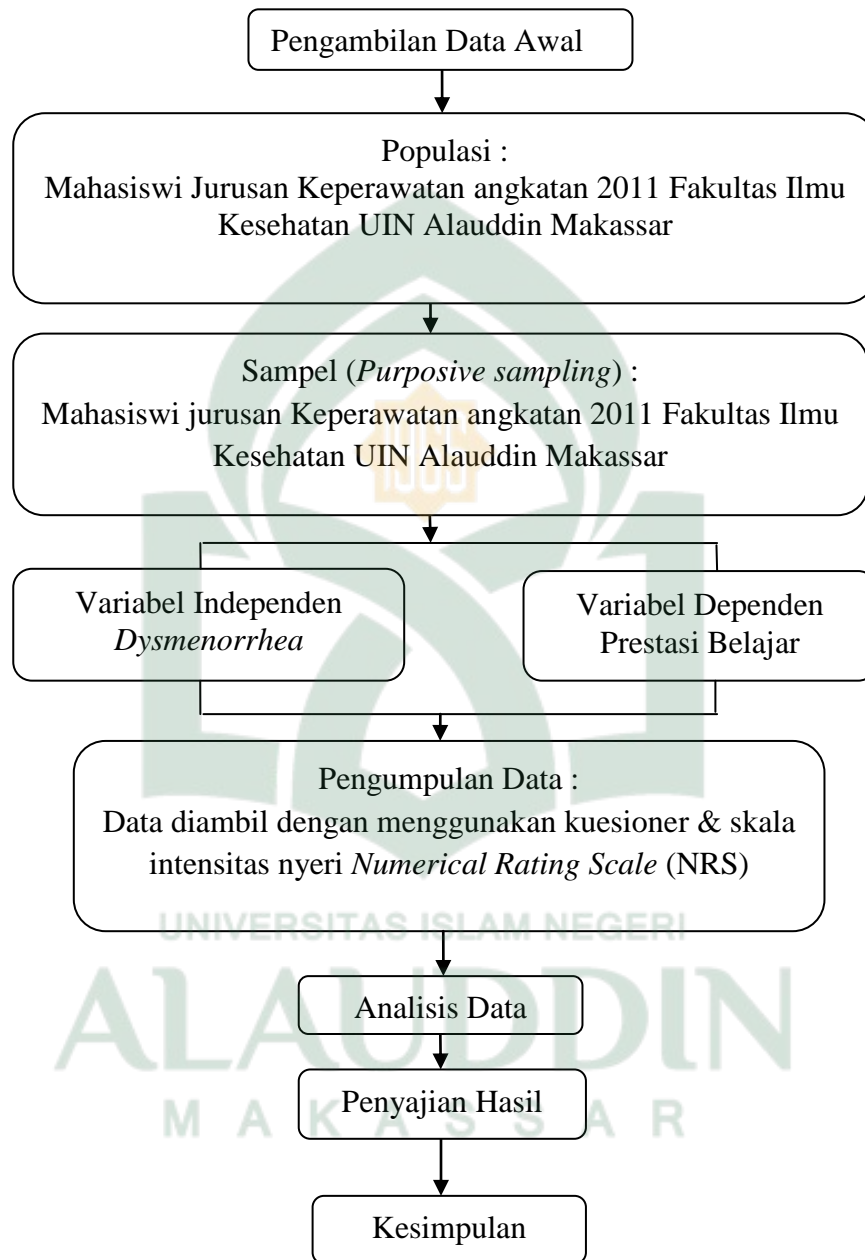 Pengambilan Data Awal
Populasi :
Mahasiswi Jurusan Keperawatan angkatan 2011 Fakultas Ilmu
Kesehatan UIN Alauddin Makassar
Sampel (Purposive sampling) :
Mahasiswi jurusan Keperawatan angkatan 2011 Fakultas Ilmu
Kesehatan UIN Alauddin Makassar
Variabel Independen
Dysmenorrhea
Variabel Dependen
Prestasi Belajar
Pengumpulan Data :
Data diambil dengan menggunakan kuesioner & skala
intensitas nyeri Numerical Rating Scale (NRS)
UNIVERSITAS ISLAM NEGERI
ALAUDDIN
Analisis Data
Penyajian Hasil
MAKASSAR
Kesimpulan